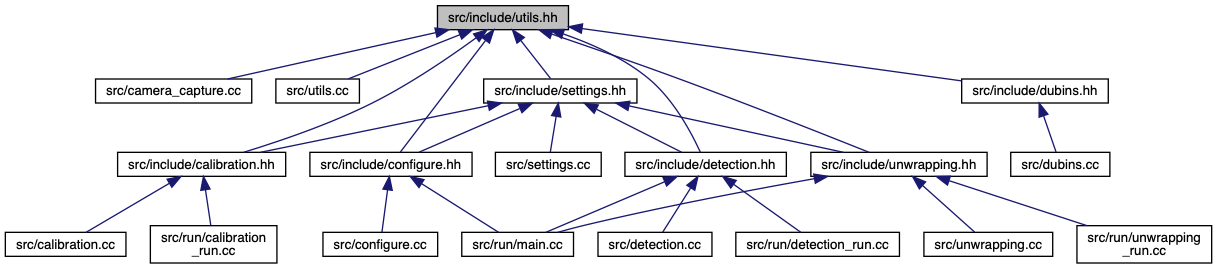 src/include/utils.hh
src/camera_capture.cc
src/utils.cc
src/include/settings.hh
src/include/dubins.hh
src/include/calibration.hh
src/include/configure.hh
src/settings.cc
src/include/detection.hh
src/include/unwrapping.hh
src/dubins.cc
src/calibration.cc
src/run/calibration
_run.cc
src/configure.cc
src/run/main.cc
src/detection.cc
src/run/detection_run.cc
src/unwrapping.cc
src/run/unwrapping
_run.cc